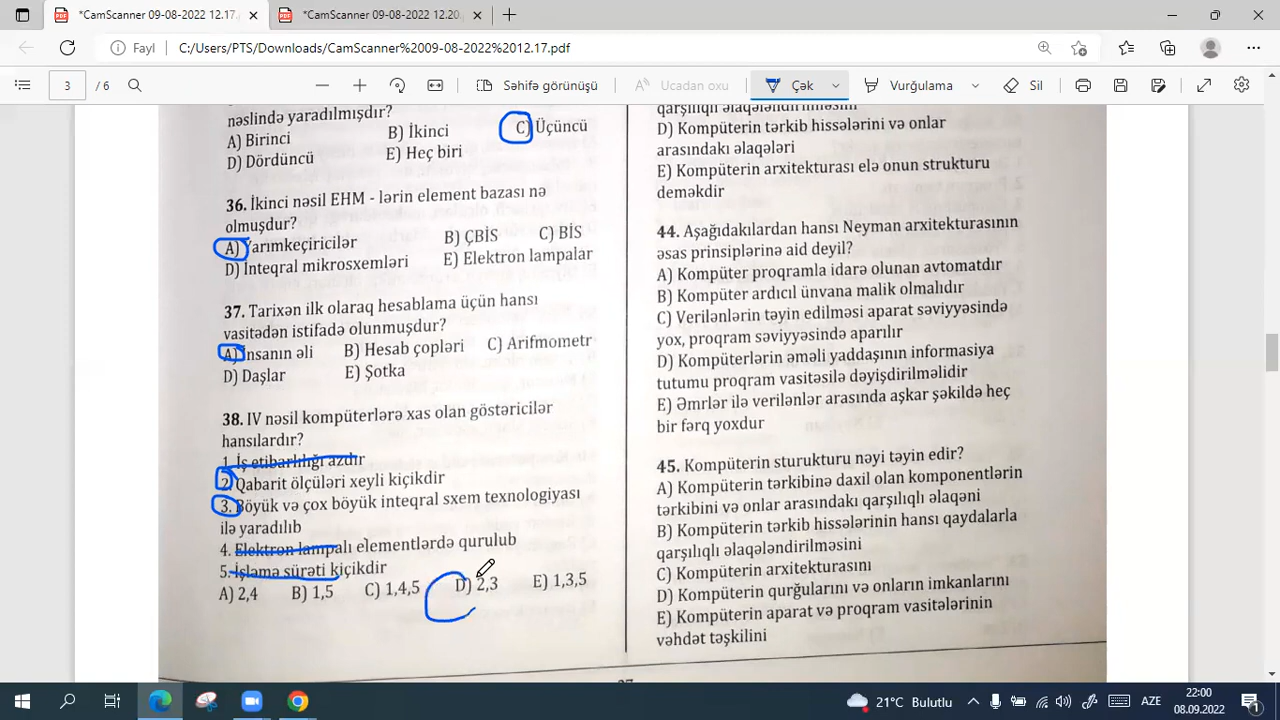 *CamScanner 09-08-2022 12.17.
*CamScanner 09-08-2022 12.20
Fayl
C:/Users/PTS/Downloads/CamScanner%2009-08-2022%2012.17.pdf
3 / 6
Səhifə görünüşü
Ucadan oxu
Çək
Vurğulama
Sil
nəslində yaradılmışdır?
A) Birinci B) İkinci C) Üçüncü
D) Dördüncü E) Heç biri
36. İkinci nəsil EHM - lərin element bazası nə
olmuşdur?
A) Yarımkeçiricilər B) ÇBİS C) BİS
D) İnteqral mikrosxemləri E) Elektron lampalar
37. Tarixən ilk olaraq hesablama üçün hansı
vasitədən istifadə olunmuşdur?
A) İnsanın əli B) Hesab çopləri C) Arifmometr
D) Daşlar E) Şotka
38. IV nəsil kompüterlərə xas olan göstəricilər
hansılardır?
1. İş etibarlılığı azdır
2. Qabarit ölçüləri xeyli kiçikdir
3. Böyük və çox böyük inteqral sxem texnologiyası
ilə yaradılıb
4. Elektron lampalı elementlərdə qurulub
5. İşləmə sürəti kiçikdir
A) 2,4 B) 1,5 C) 1,4,5 D) 2,3 E) 1,3,5
qarşılıqlı əlaqələndirilməsini
D) Kompüterin tərkib hissələrini və onlar
arasındakı əlaqələri
E) Kompüterin arxitekturası elə onun strukturu
deməkdir
44. Aşağıdakılardan hansı Neyman arxitekturasının
əsas prinsiplərinə aid deyil?
A) Kompüter proqramla idarə olunan avtomatdır
B) Kompüter ardıcıl ünvana malik olmalıdır
C) Verilənlərin təyin edilməsi aparat səviyyəsində
yox, proqram səviyyəsində aparılır
D) Kompüterlərin əməli yaddaşının informasiya
tutumu proqram vasitəsilə dəyişdirilməlidir
E) Əmrlər ilə verilənlər arasında aşkar şəkildə heç
bir fərq yoxdur
45. Kompüterin sturukturu nəyi təyin edir?
A) Kompüterin tərkibinə daxil olan komponentlərin
tərkibini və onlar arasındakı qarşılıqlı əlaqəni
B) Kompüterin tərkib hissələrinin hansı qaydalarla
qarşılıqlı əlaqələndirilməsini
C) Kompüterin arxitekturasını
D) Kompüterin qurğularını və onların imkanlarını
E) Kompüterin aparat və proqram vasitələrinin
vəhdət təşkilini
21°C Bulutlu
AZE
22:00
08.09.2022